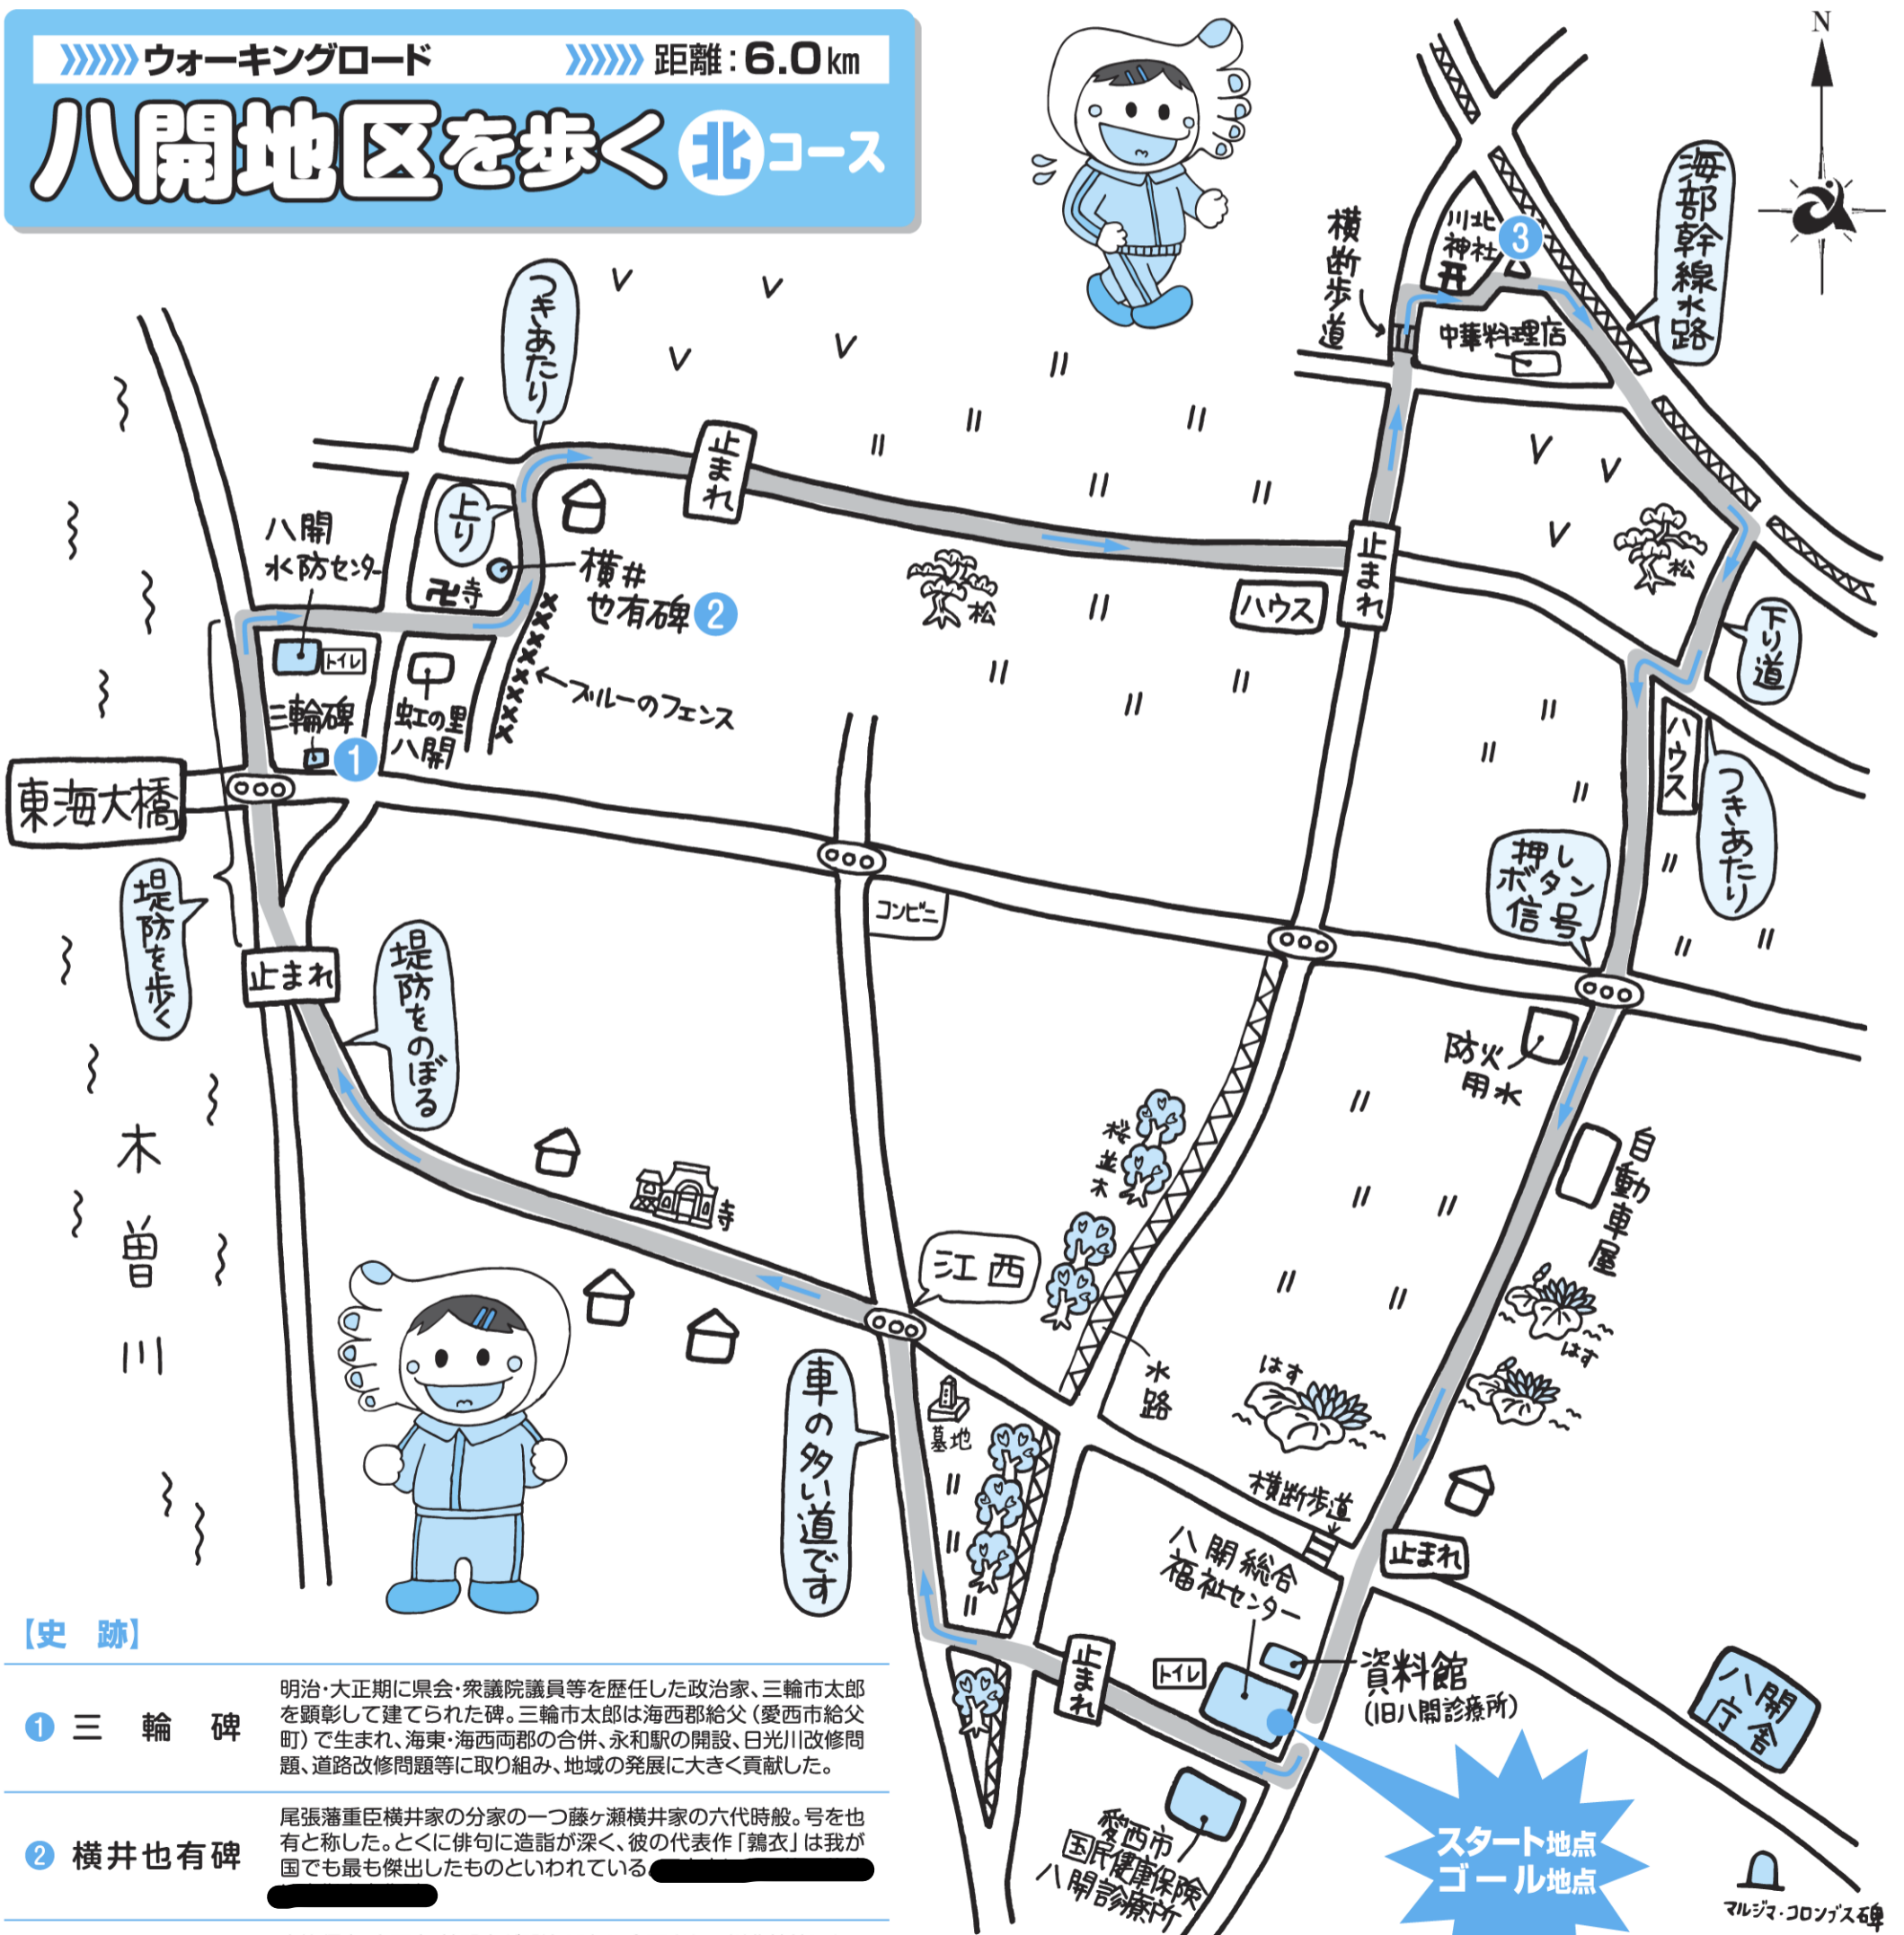 ウォーキングロード 距離：6.0km
八開地区を歩く 北コース
N
海部幹線水路
川北
神社
3
横断歩道
中華料理店
つきあたり
止まれ
上り
八開
水防センター
卍寺
横井
也有碑 2
松
ハウス
止まれ
松
下り道
トイレ
三輪碑
1
虹の里
八開
ブルーのフェンス
ハウス
つきあたり
東海大橋
押し
ボタン
信号
堤防を歩く
コンビニ
止まれ
堤防をのぼる
防火
用水
自動車屋
桜並木
木曽川
寺
江西
はす
はす
水路
車の多い道です
墓地
横断歩道
止まれ
八開総合
福祉センター
トイレ
止まれ
資料館
(旧八開診療所)
八開
庁舎
愛西市
国民健康保険
八開診療所
スタート地点
ゴール地点
マルジマ・コロンブス碑
【史 跡】
1 三輪碑
明治・大正期に県会・衆議院議員等を歴任した政治家、三輪市太郎
を顕彰して建てられた碑。三輪市太郎は海西郡給父（愛西市給父
町）で生まれ、海東・海西両郡の合併、永和駅の開設、日光川改修問
題、道路改修問題等に取り組み、地域の発展に大きく貢献した。
2 横井也有碑
尾張藩重臣横井家の分家の一つ藤ヶ瀬横井家の六代時般。号を也
有と称した。とくに俳句に造詣が深く、彼の代表作「鶉衣」は我が
国でも最も傑出したものといわれている